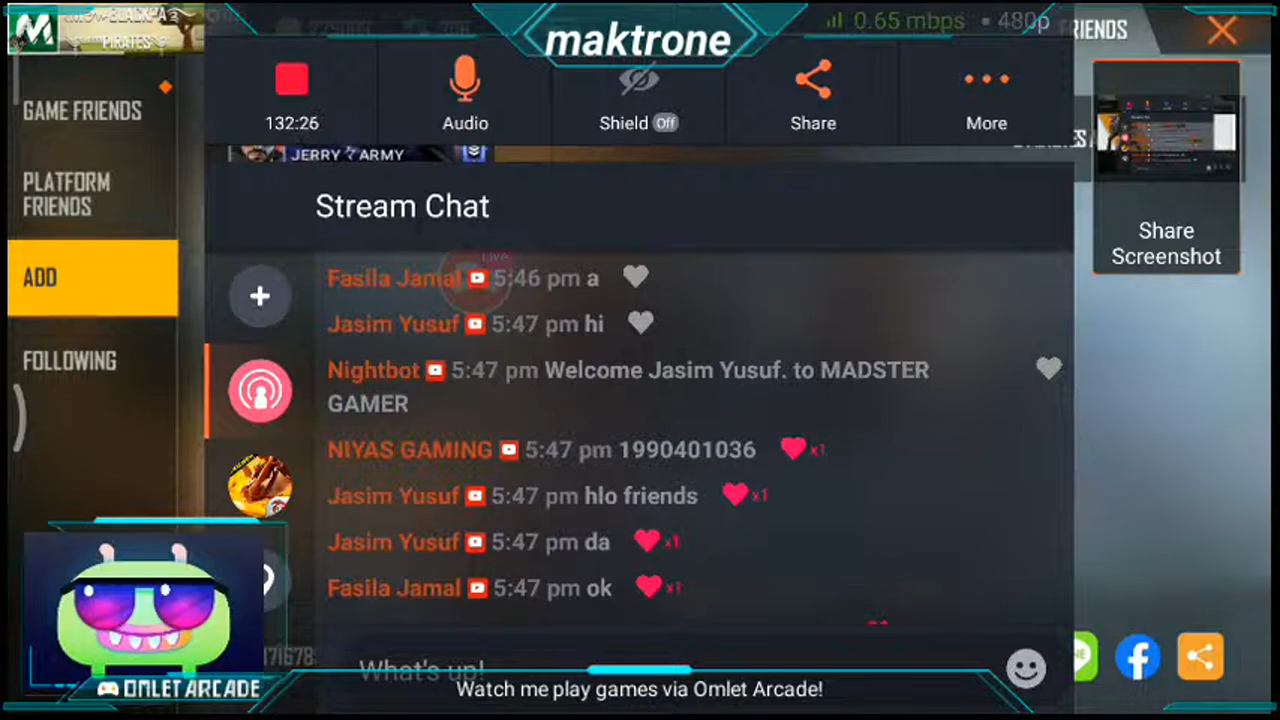 PIRATES
maktrone
0.65 mbps • 480p
RIENDS
GAME FRIENDS
PLATFORM
FRIENDS
ADD
FOLLOWING
132:26
Audio
Shield Off
Share
More
JERRY ARMY
Share
Screenshot
Stream Chat
LIVE
Fasila Jamal 5:46 pm a
Jasim Yusuf 5:47 pm hi
Nightbot 5:47 pm Welcome Jasim Yusuf. to MADSTER
GAMER
NIYAS GAMING 5:47 pm 1990401036 x1
Jasim Yusuf 5:47 pm hlo friends x1
Jasim Yusuf 5:47 pm da x1
Fasila Jamal 5:47 pm ok x1
What's up!
OMLET ARCADE
Watch me play games via Omlet Arcade!